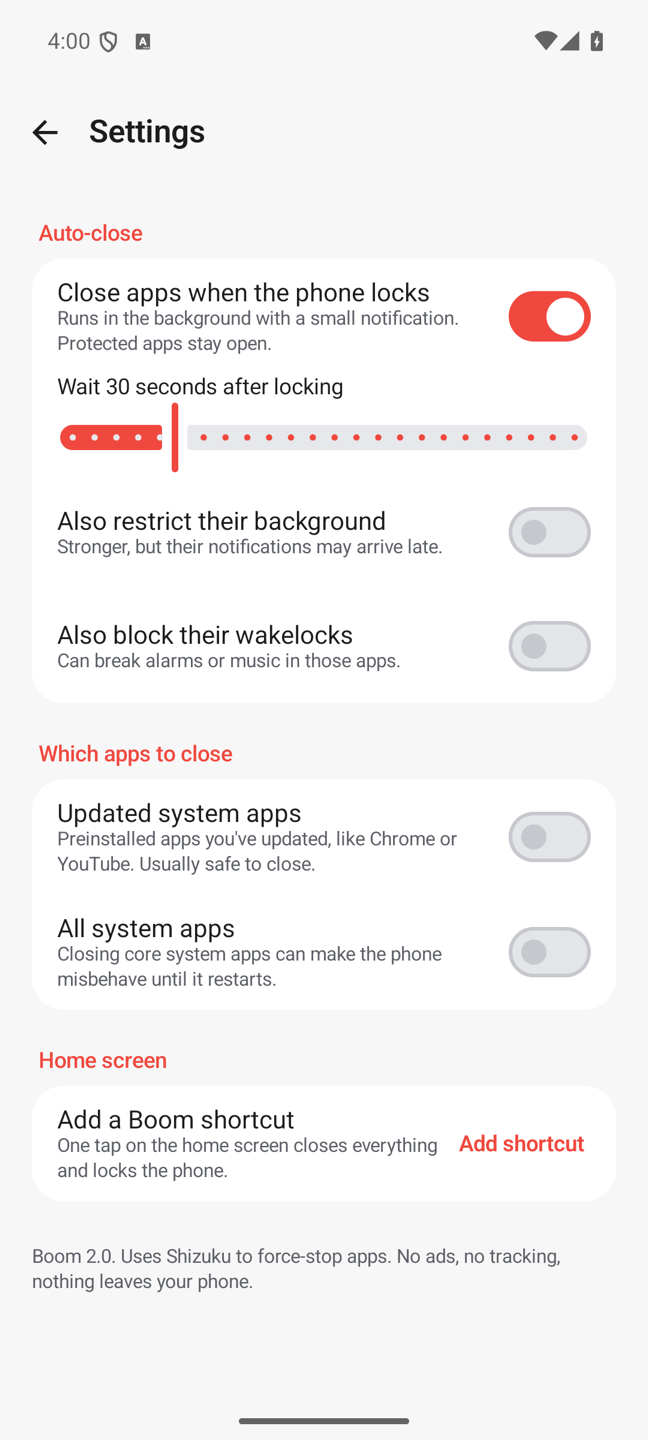 4:00
Settings
Auto-close
Close apps when the phone locks
Runs in the background with a small notification.
Protected apps stay open.
Wait 30 seconds after locking
Also restrict their background
Stronger, but their notifications may arrive late.
Also block their wakelocks
Can break alarms or music in those apps.
Which apps to close
Updated system apps
Preinstalled apps you've updated, like Chrome or
YouTube. Usually safe to close.
All system apps
Closing core system apps can make the phone
misbehave until it restarts.
Home screen
Add a Boom shortcut
One tap on the home screen closes everything
and locks the phone.
Add shortcut
Boom 2.0. Uses Shizuku to force-stop apps. No ads, no tracking,
nothing leaves your phone.